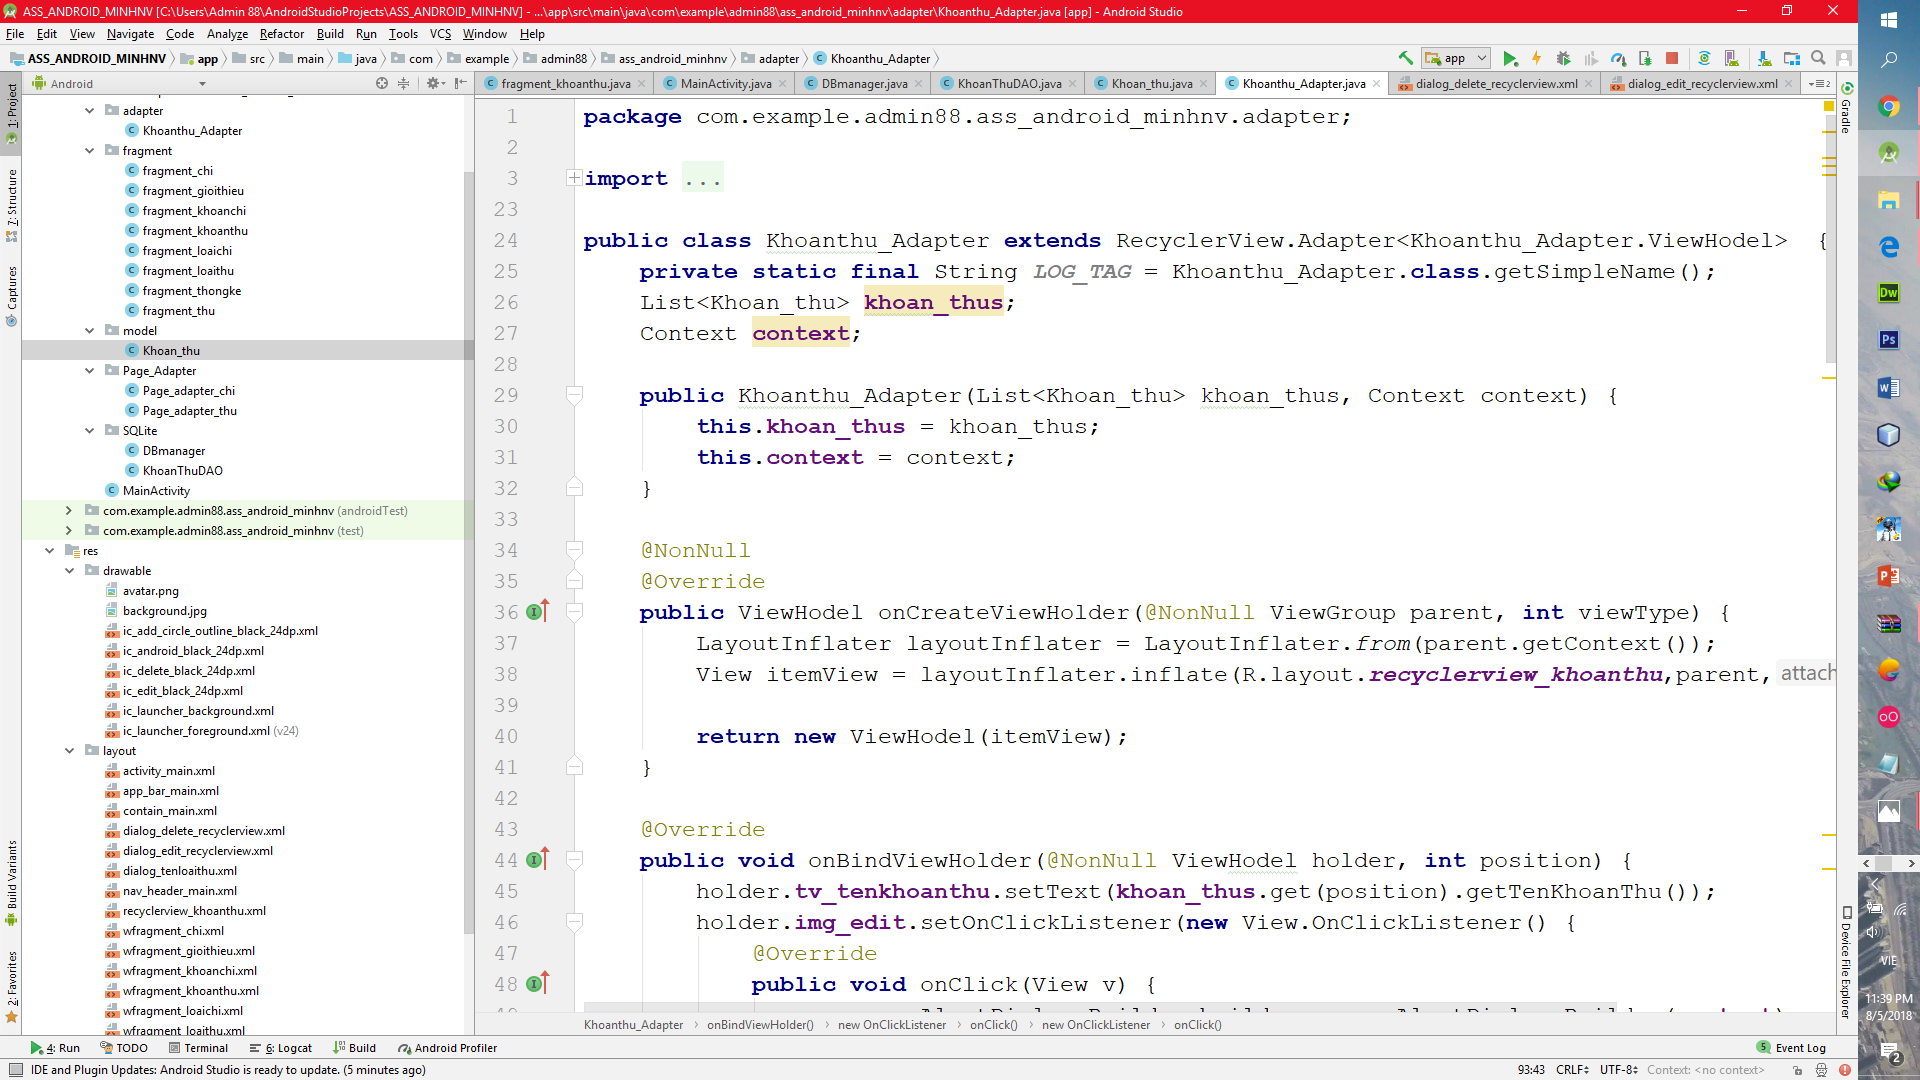 ASS_ANDROID_MINHNV [C:\Users\Admin 88\AndroidStudioProjects\ASS_ANDROID_MINHNV] - ...\app\src\main\java\com\example\admin88\ass_android_minhnv\adapter\Khoanthu_Adapter.java [app] - Android Studio
File Edit View Navigate Code Analyze Refactor Build Run Tools VCS Window Help
ASS_ANDROID_MINHNV app src main java com example admin88 ass_android_minhnv adapter Khoanthu_Adapter app
Android
fragment_khoanthu.java MainActivity.java DBmanager.java KhoanThuDAO.java Khoan_thu.java Khoanthu_Adapter.java dialog_delete_recyclerview.xml dialog_edit_recyclerview.xml
1: Project
7: Structure
Captures
Build Variants
2: Favorites
adapter
Khoanthu_Adapter
fragment
fragment_chi
fragment_gioithieu
fragment_khoanchi
fragment_khoanthu
fragment_loaichi
fragment_loaithu
fragment_thongke
fragment_thu
model
Khoan_thu
Page_Adapter
Page_adapter_chi
Page_adapter_thu
SQLite
DBmanager
KhoanThuDAO
MainActivity
com.example.admin88.ass_android_minhnv (androidTest)
com.example.admin88.ass_android_minhnv (test)
res
drawable
avatar.png
background.jpg
ic_add_circle_outline_black_24dp.xml
ic_android_black_24dp.xml
ic_delete_black_24dp.xml
ic_edit_black_24dp.xml
ic_launcher_background.xml
ic_launcher_foreground.xml (v24)
layout
activity_main.xml
app_bar_main.xml
contain_main.xml
dialog_delete_recyclerview.xml
dialog_edit_recyclerview.xml
dialog_tenloaithu.xml
nav_header_main.xml
recyclerview_khoanthu.xml
wfragment_chi.xml
wfragment_gioithieu.xml
wfragment_khoanchi.xml
wfragment_khoanthu.xml
wfragment_loaichi.xml
wfragment_loaithu.xml
1 package com.example.admin88.ass_android_minhnv.adapter;
2
3 import ...
23
24 public class Khoanthu_Adapter extends RecyclerView.Adapter<Khoanthu_Adapter.ViewHodel> {
25 private static final String LOG_TAG = Khoanthu_Adapter.class.getSimpleName();
26 List<Khoan_thu> khoan_thus;
27 Context context;
28
29 public Khoanthu_Adapter(List<Khoan_thu> khoan_thus, Context context) {
30 this.khoan_thus = khoan_thus;
31 this.context = context;
32 }
33
34 @NonNull
35 @Override
36 public ViewHodel onCreateViewHolder(@NonNull ViewGroup parent, int viewType) {
37 LayoutInflater layoutInflater = LayoutInflater.from(parent.getContext());
38 View itemView = layoutInflater.inflate(R.layout.recyclerview_khoanthu,parent, attach
39
40 return new ViewHodel(itemView);
41 }
42
43 @Override
44 public void onBindViewHolder(@NonNull ViewHodel holder, int position) {
45 holder.tv_tenkhoanthu.setText(khoan_thus.get(position).getTenKhoanThu());
46 holder.img_edit.setOnClickListener(new View.OnClickListener() {
47 @Override
48 public void onClick(View v) {
Khoanthu_Adapter onBindViewHolder() new OnClickListener onClick() new OnClickListener onClick()
Gradle
Device File Explorer
4: Run TODO Terminal 6: Logcat Build Android Profiler 5 Event Log
IDE and Plugin Updates: Android Studio is ready to update. (5 minutes ago) 93:43 CRLF UTF-8 Context: <no context>
Dw
Ps
VIE
11:39 PM
8/5/2018
2